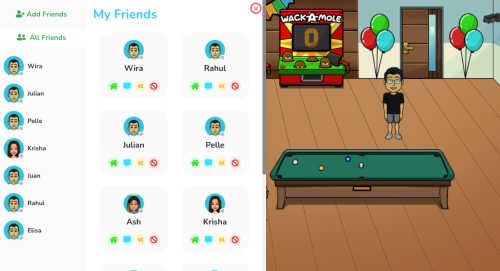 Add Friends
All Friends
Wira
Julian
Pelle
Krisha
Juan
Rahul
Elisa
My Friends
Wira
Rahul
Julian
Pelle
Ash
Krisha
WACK-A-MOLE
0